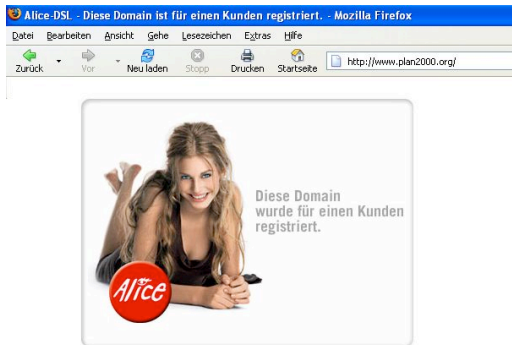 Alice-DSL - Diese Domain ist für einen Kunden registriert. - Mozilla Firefox
Datei Bearbeiten Ansicht Gehe Lesezeichen Extras Hilfe
Zurück Vor Neu laden Stopp Drucken Startseite http://www.plan2000.org/
Diese Domain
wurde für einen Kunden
registriert.
Alice